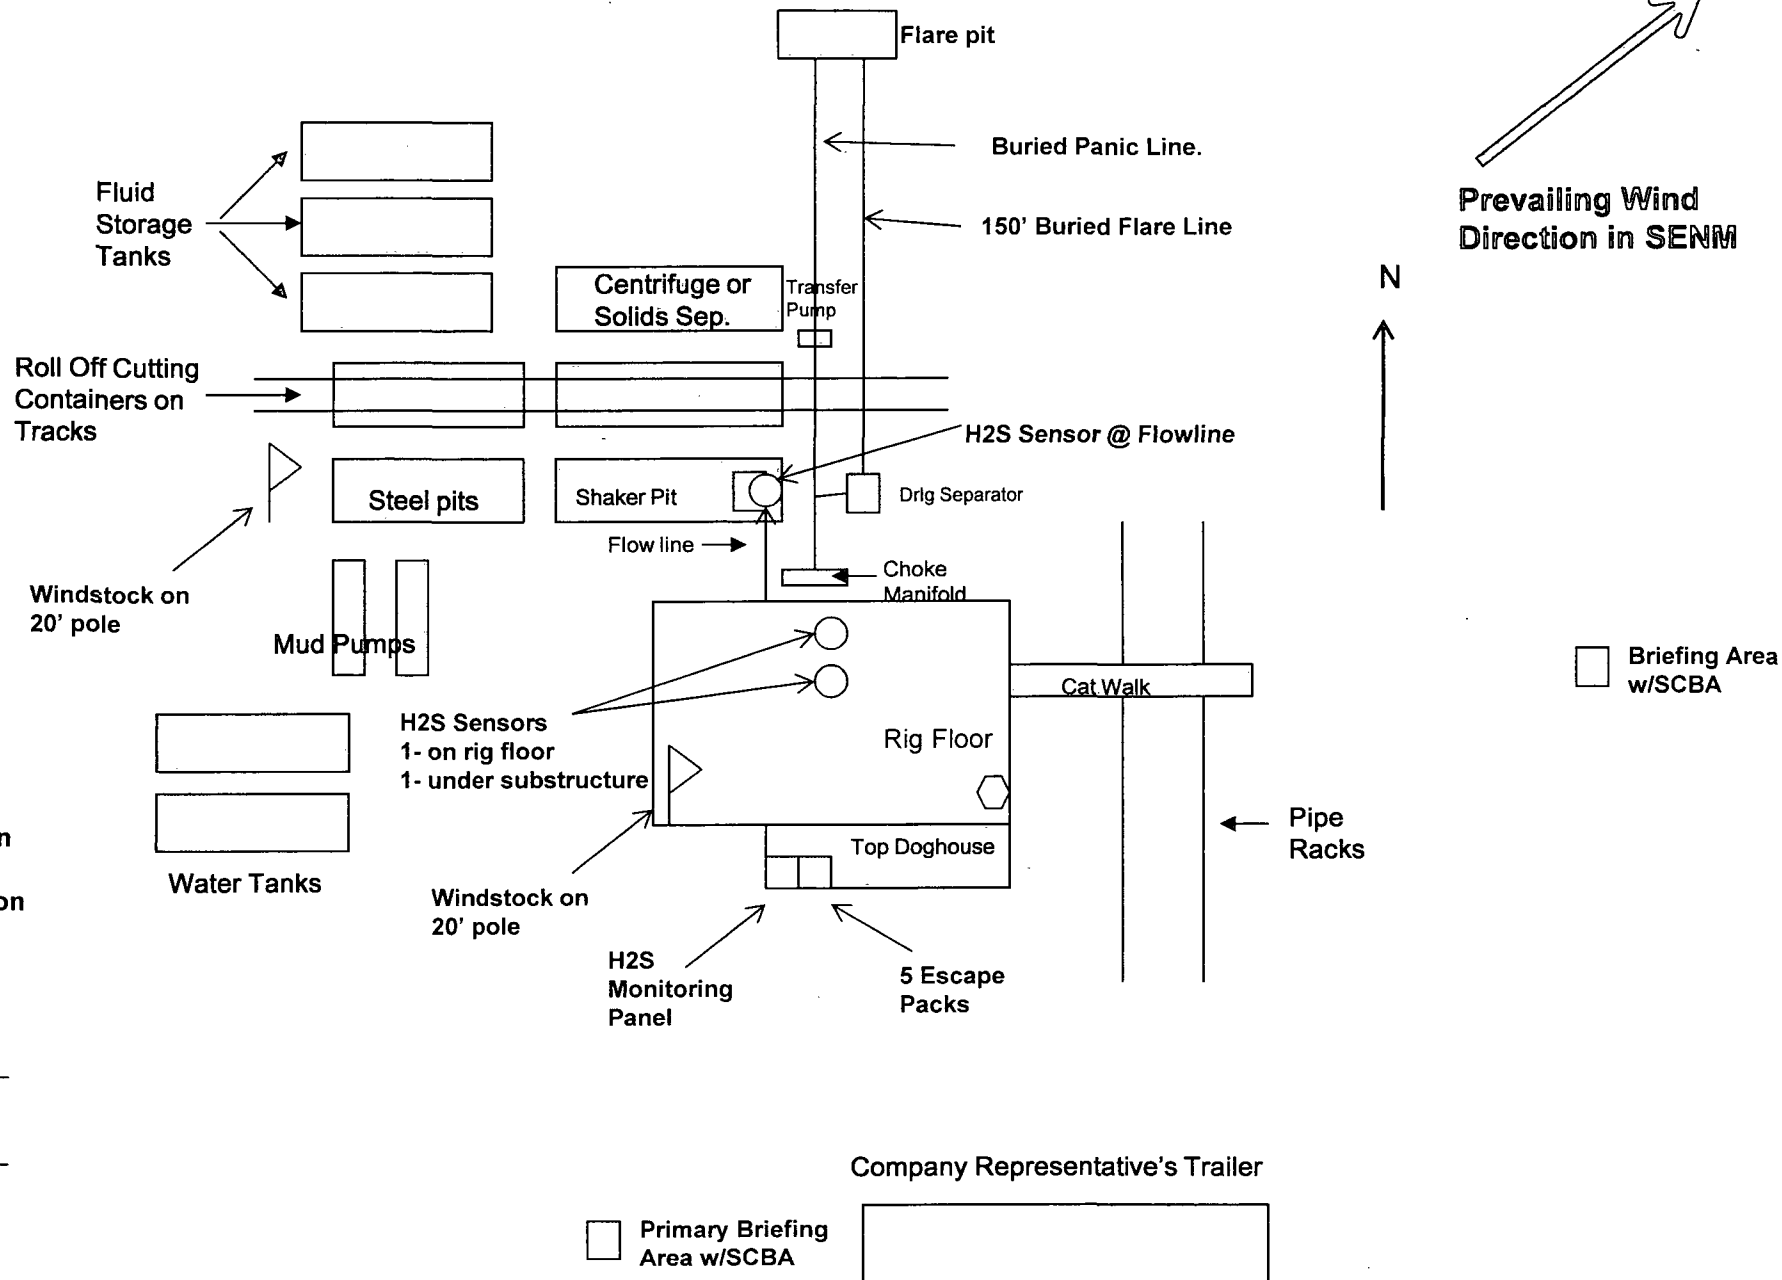 Flare pit
Buried Panic Line.
Prevailing Wind
Direction in SENM
Fluid
Storage
Tanks
150' Buried Flare Line
N
Centrifuge or
Solids Sep.
Transfer
Pump
Roll Off Cutting
Containers on
Tracks
H2S Sensor @ Flowline
Steel pits
Shaker Pit
Drlg Separator
Flow line
Choke
Manifold
Windstock on
20' pole
Mud Pumps
Briefing Area
w/SCBA
Cat Walk
H2S Sensors
1- on rig floor
1- under substructure
Rig Floor
Pipe
Racks
n
Top Doghouse
Water Tanks
on
Windstock on
20' pole
H2S
Monitoring
Panel
5 Escape
Packs
Company Representative's Trailer
Primary Briefing
Area w/SCBA